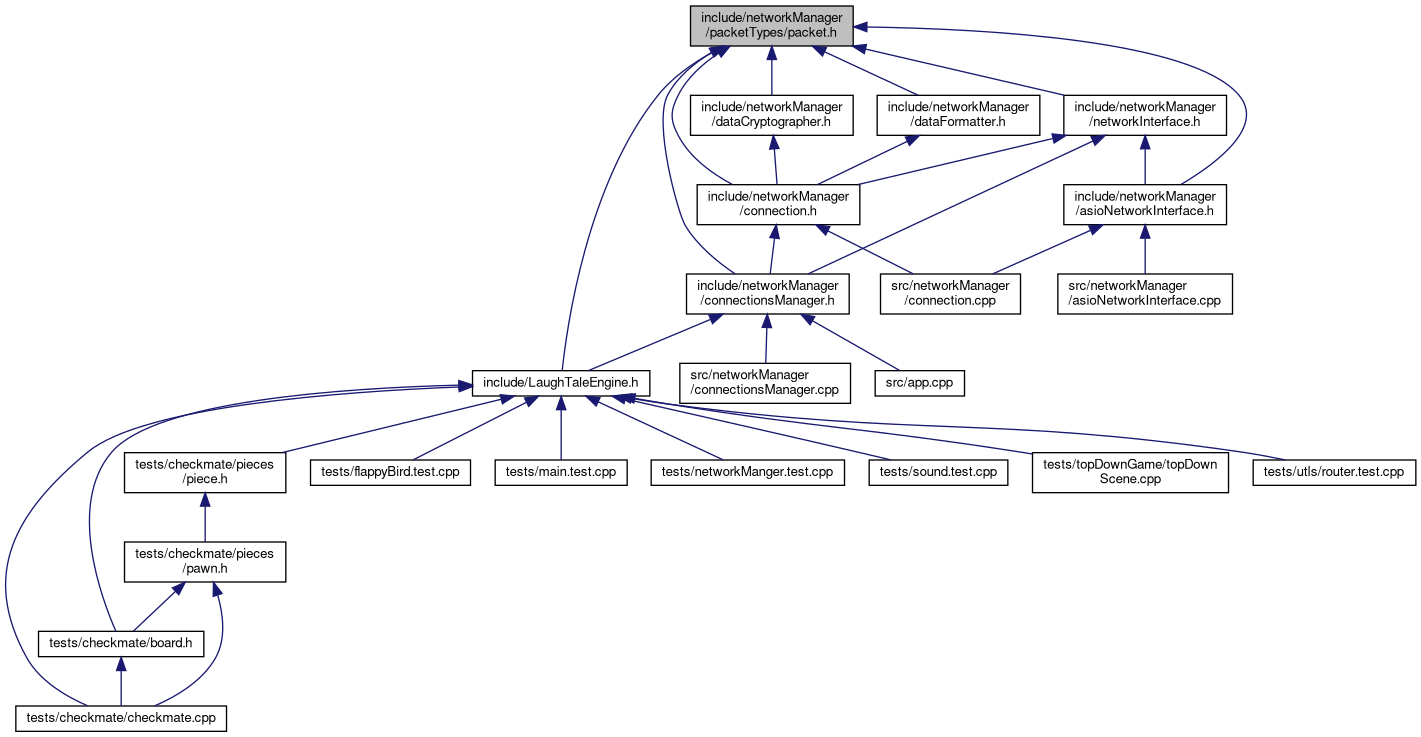 include/networkManager
/packetTypes/packet.h
include/networkManager
/dataCryptographer.h
include/networkManager
/dataFormatter.h
include/networkManager
/networkInterface.h
include/networkManager
/connection.h
include/networkManager
/asioNetworkInterface.h
include/networkManager
/connectionsManager.h
src/networkManager
/connection.cpp
src/networkManager
/asioNetworkInterface.cpp
include/LaughTaleEngine.h
src/networkManager
/connectionsManager.cpp
src/app.cpp
tests/checkmate/pieces
/piece.h
tests/flappyBird.test.cpp
tests/main.test.cpp
tests/networkManger.test.cpp
tests/sound.test.cpp
tests/topDownGame/topDown
Scene.cpp
tests/utls/router.test.cpp
tests/checkmate/pieces
/pawn.h
tests/checkmate/board.h
tests/checkmate/checkmate.cpp